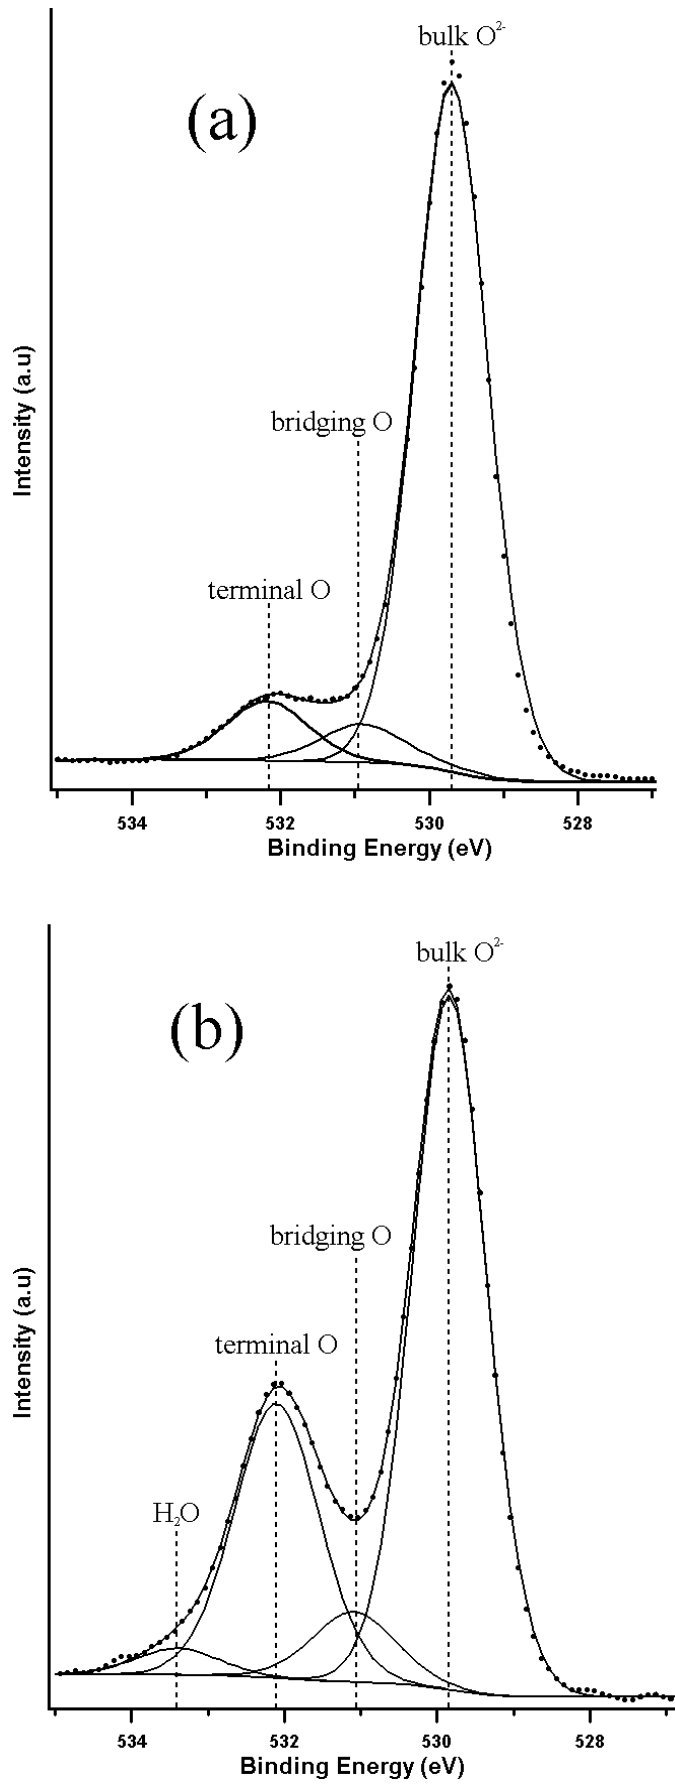 bulk O²⁻
(a)
bridging O
terminal O
Intensity (a.u)
534 532 530 528
Binding Energy (eV)
bulk O²⁻
(b)
bridging O
terminal O
H₂O
Intensity (a.u)
534 532 530 528
Binding Energy (eV)